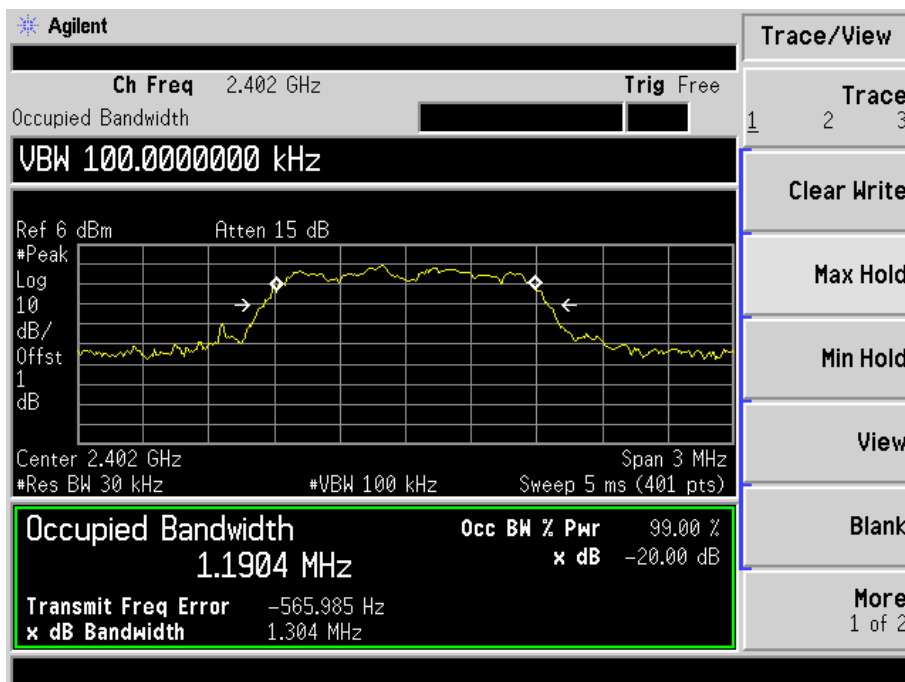 Agilent
Trace/View
Ch Freq 2.402 GHz Trig Free
Occupied Bandwidth
Trace
1 2 3
VBW 100.0000000 kHz
Clear Write
Ref 6 dBm Atten 15 dB
#Peak
Log
10
dB/
Offst
1
dB
Max Hold
Min Hold
View
Center 2.402 GHz Span 3 MHz
#Res BW 30 kHz #VBW 100 kHz Sweep 5 ms (401 pts)
Occupied Bandwidth Occ BW % Pwr 99.00 %
1.1904 MHz x dB -20.00 dB
Blank
Transmit Freq Error -565.985 Hz
x dB Bandwidth 1.304 MHz
More
1 of 2